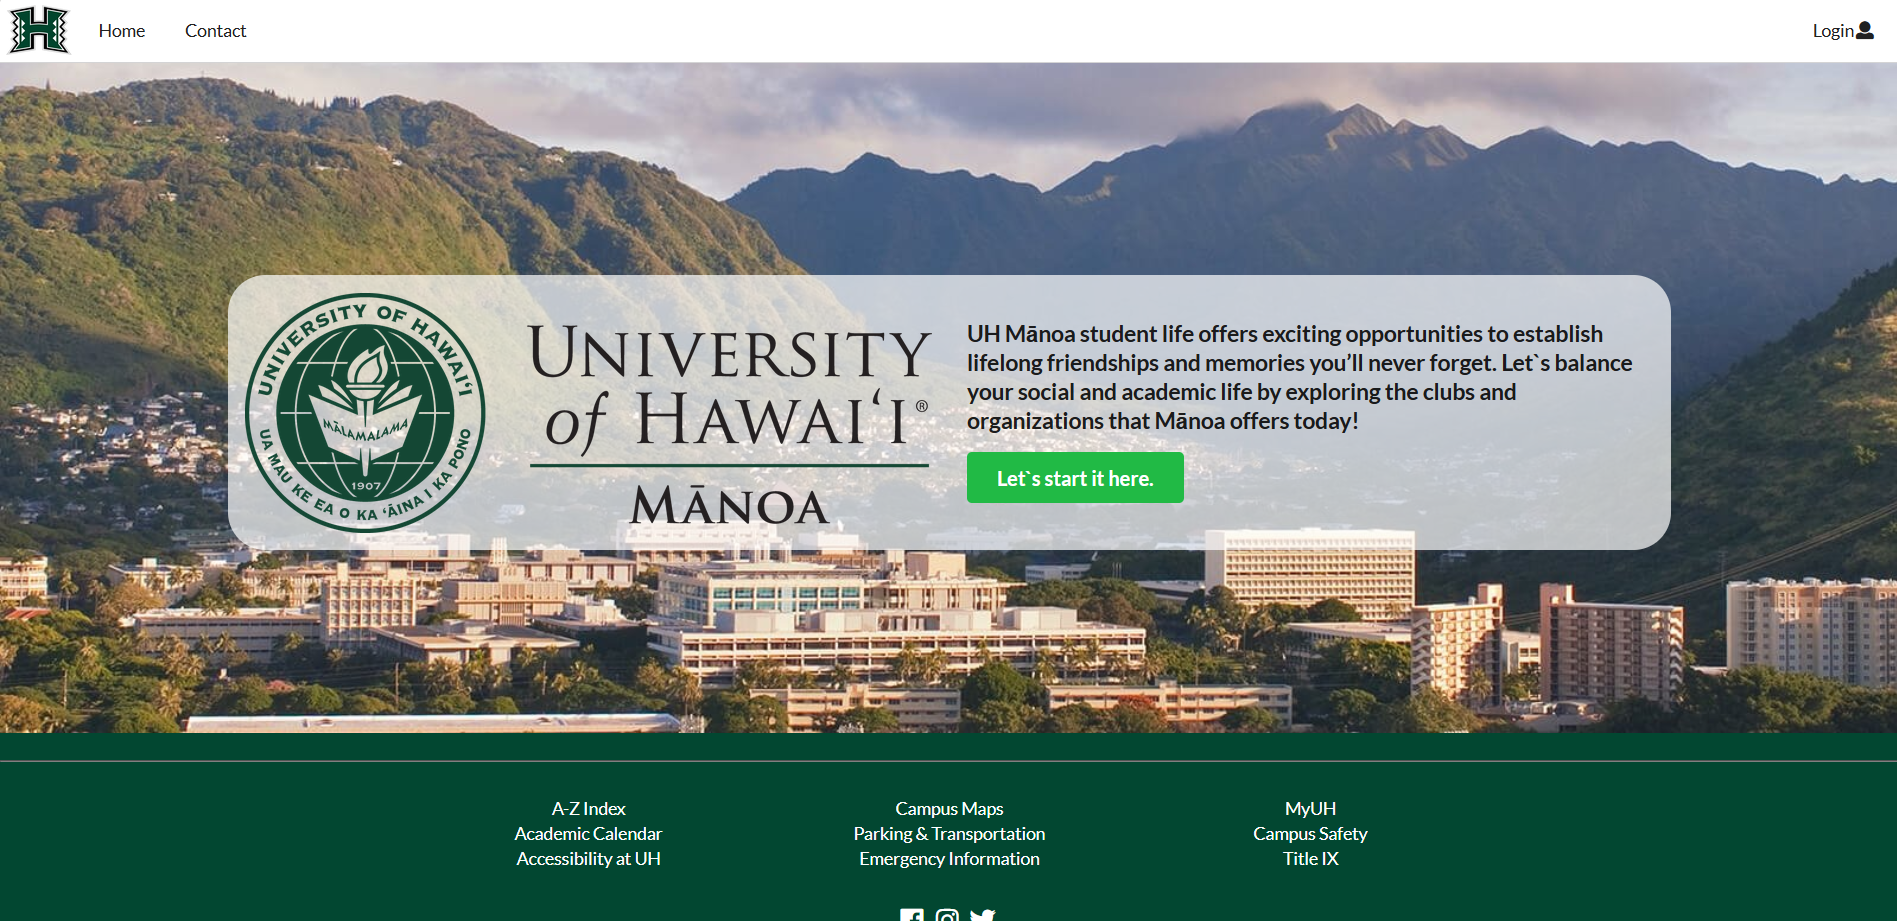 H
Home
Contact
Login
UNIVERSITY OF HAWAIʻI
MĀLAMALAMA
1907
UA MAU KE EA O KA ʻĀINA I KA PONO
UNIVERSITY
of HAWAIʻI®
MĀNOA
UH Mānoa student life offers exciting opportunities to establish
lifelong friendships and memories you’ll never forget. Let`s balance
your social and academic life by exploring the clubs and
organizations that Mānoa offers today!
Let`s start it here.
A-Z Index
Academic Calendar
Accessibility at UH
Campus Maps
Parking & Transportation
Emergency Information
MyUH
Campus Safety
Title IX